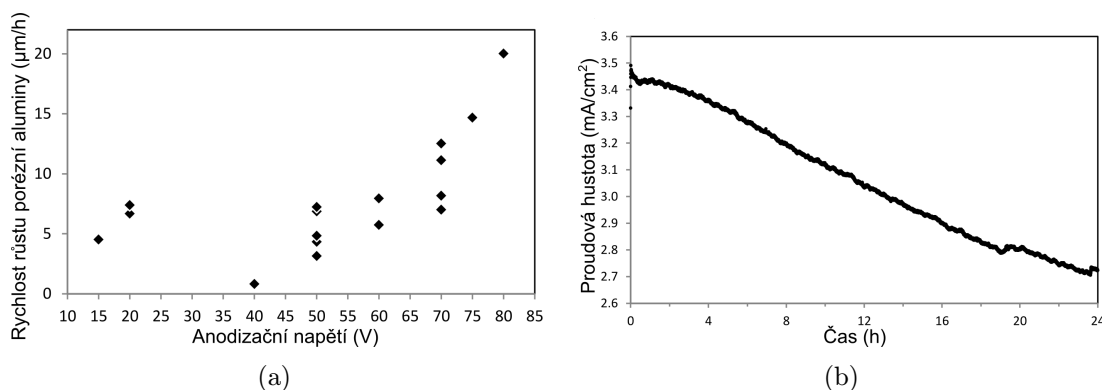 Rychlost růstu porézní aluminy (μm/h)
20
15
10
5
0
10 15 20 25 30 35 40 45 50 55 60 65 70 75 80 85
Anodizační napětí (V)
(a)
Proudová hustota (mA/cm²)
3.6
3.5
3.4
3.3
3.2
3.1
3.0
2.9
2.8
2.7
2.6
0 4 8 12 16 20 24
Čas (h)
(b)